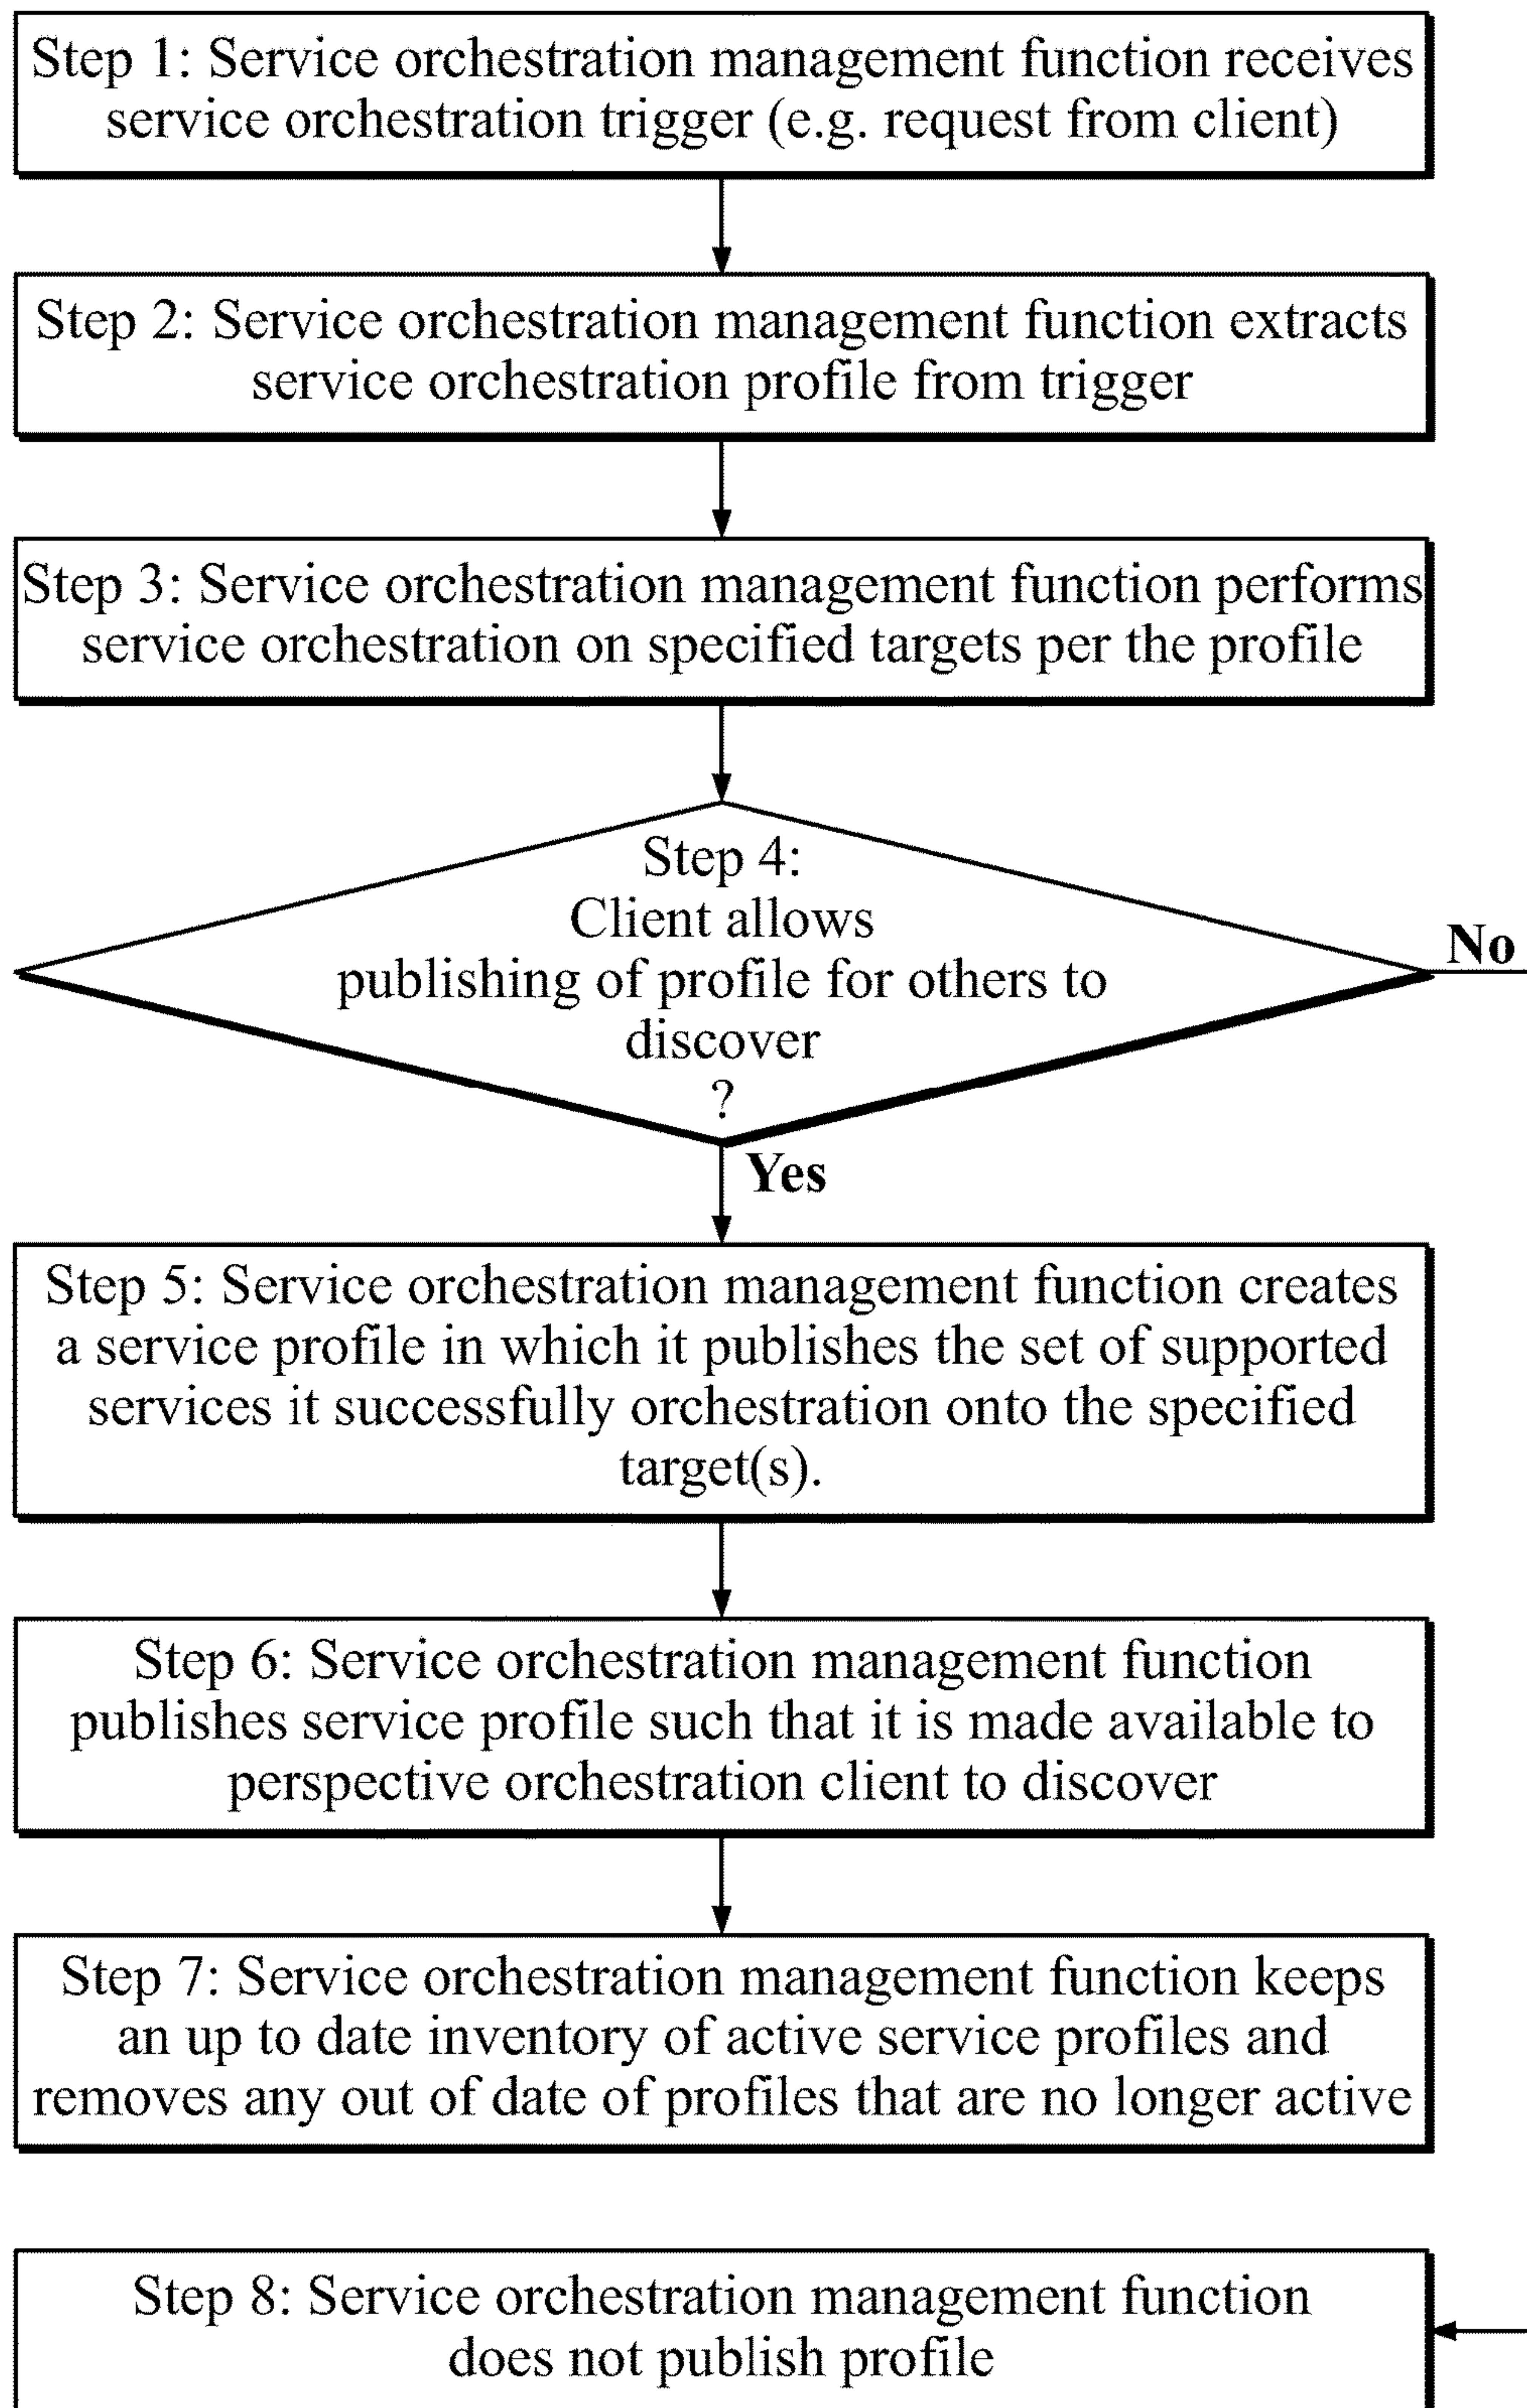 Step 1: Service orchestration management function receives
service orchestration trigger (e.g. request from client)
Step 2: Service orchestration management function extracts
service orchestration profile from trigger
Step 3: Service orchestration management function performs
service orchestration on specified targets per the profile
Step 4:
Client allows
publishing of profile for others to
discover
?
No
Yes
Step 5: Service orchestration management function creates
a service profile in which it publishes the set of supported
services it successfully orchestration onto the specified
target(s).
Step 6: Service orchestration management function
publishes service profile such that it is made available to
perspective orchestration client to discover
Step 7: Service orchestration management function keeps
an up to date inventory of active service profiles and
removes any out of date of profiles that are no longer active
Step 8: Service orchestration management function
does not publish profile